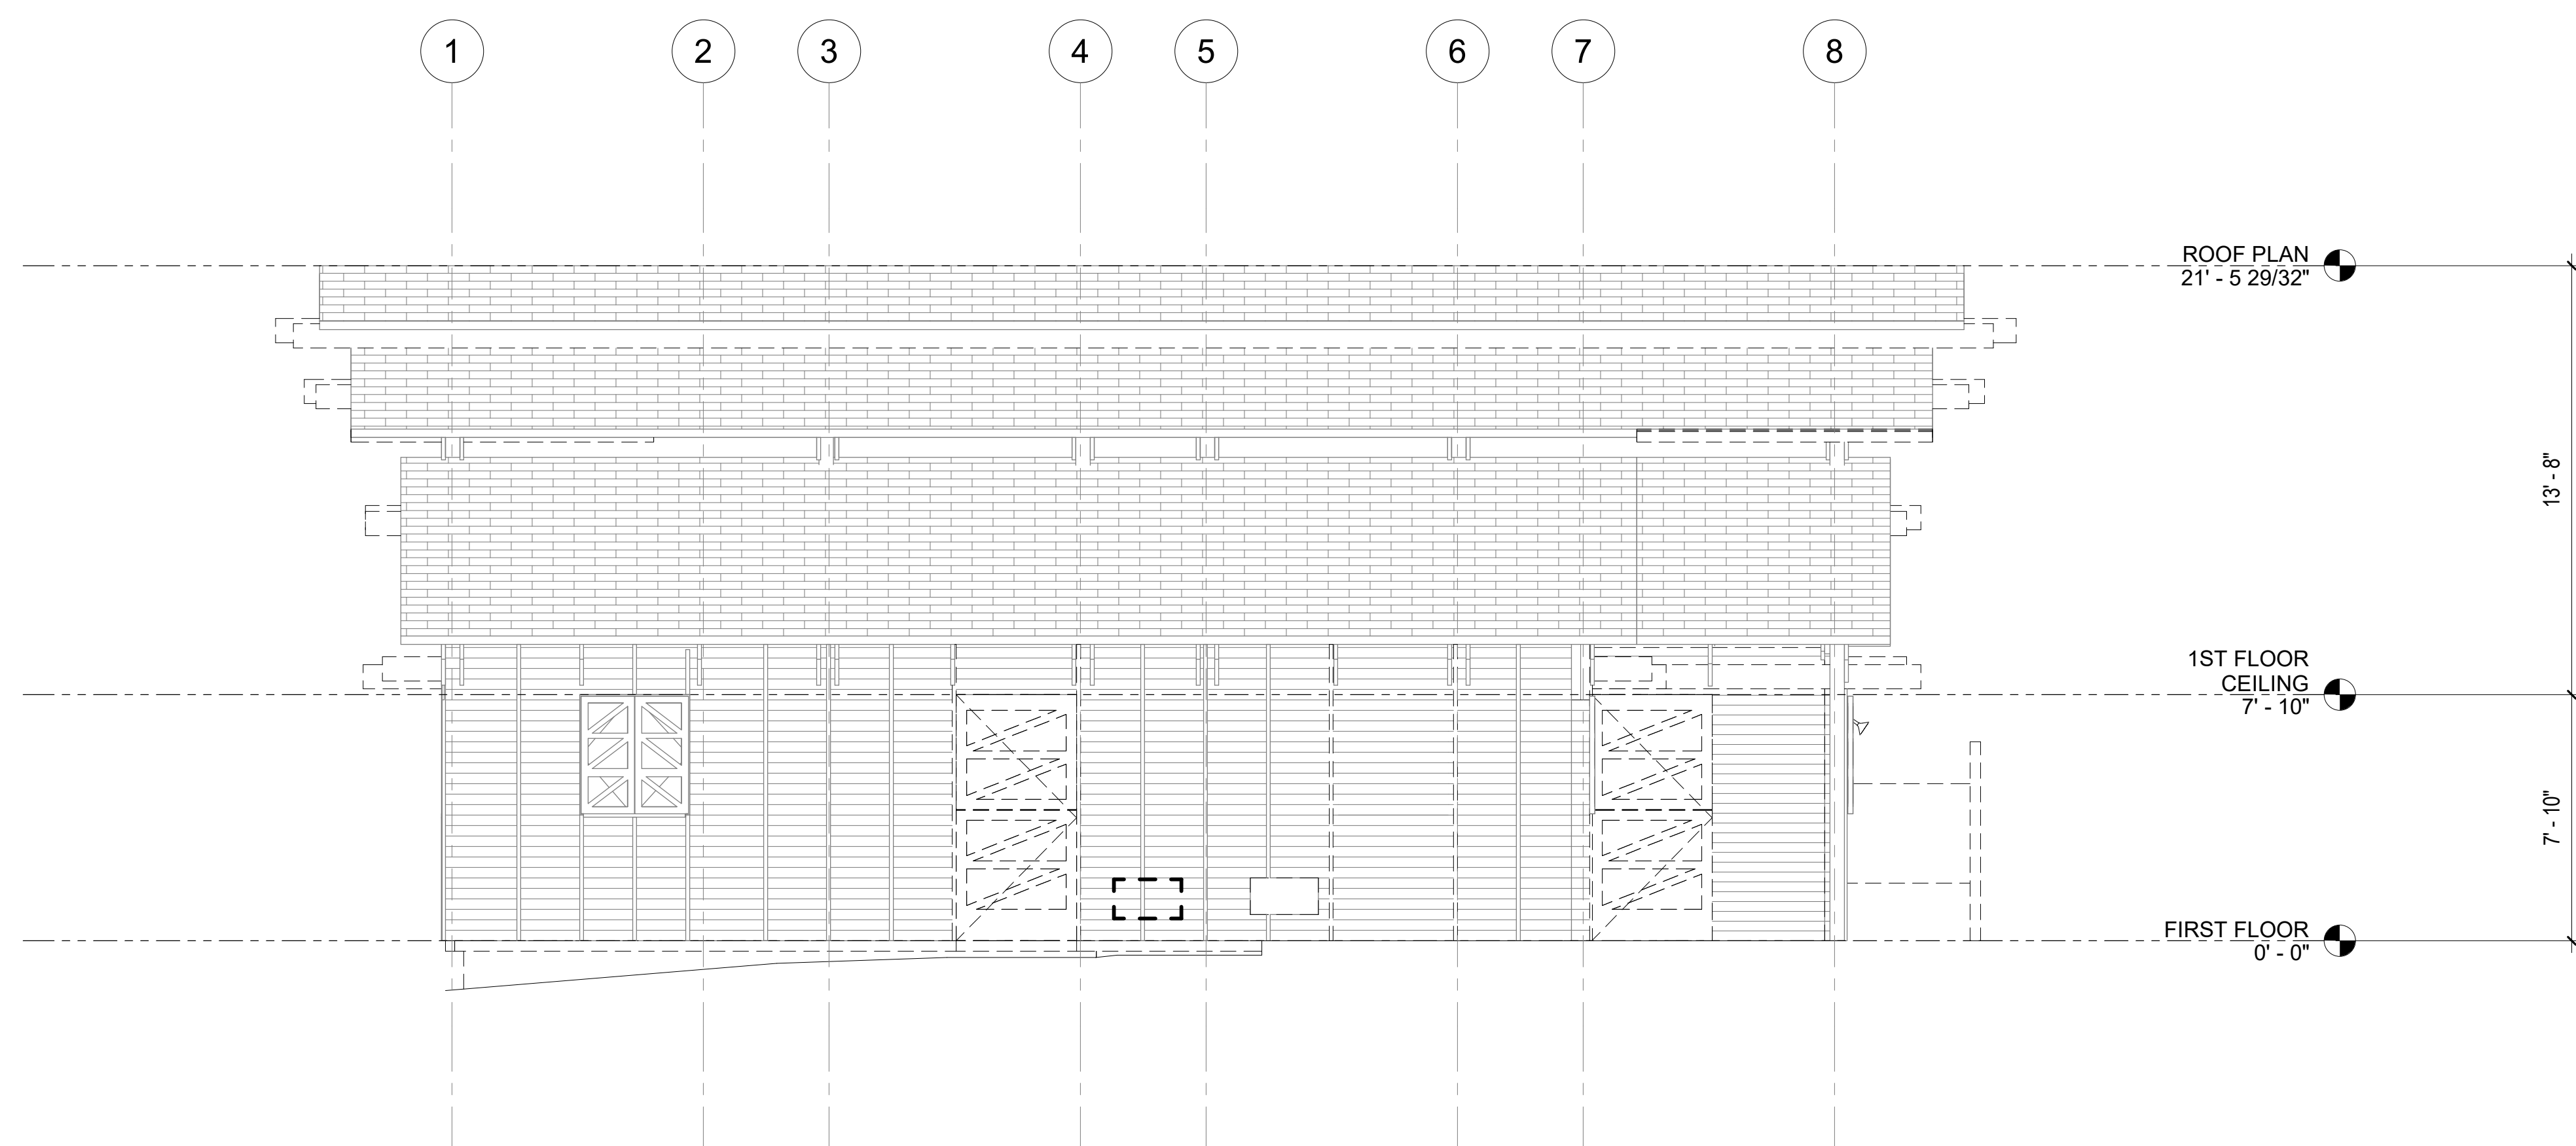 1 2 3 4 5 6 7 8
ROOF PLAN
21' - 5 29/32"
13' - 8"
1ST FLOOR
CEILING
7' - 10"
7' - 10"
FIRST FLOOR
0' - 0"